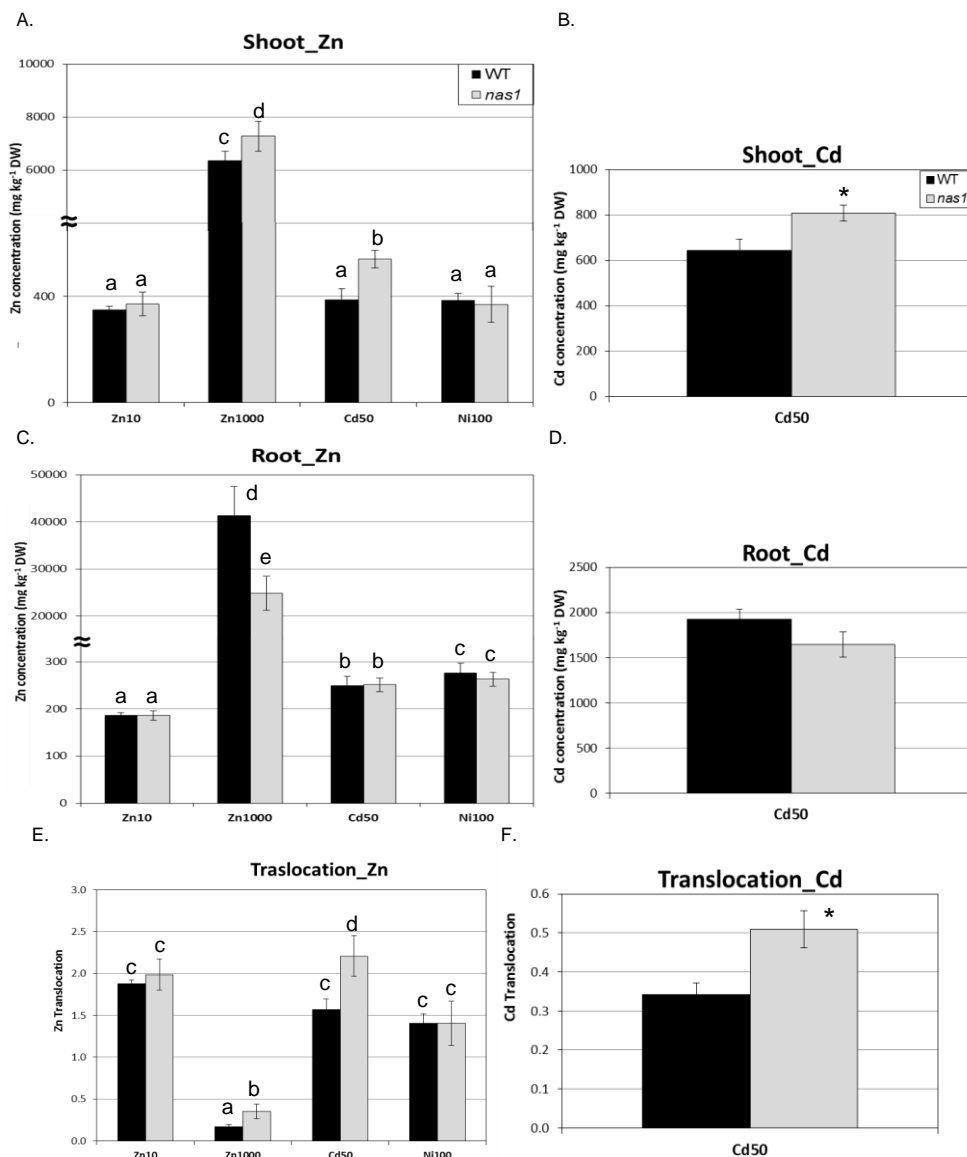 A.
Shoot_Zn
WT
nas1
Zn concentration (mg kg-1 DW)
10000
8000
6000
400
0
a
a
c
d
a
b
a
a
Zn10
Zn1000
Cd50
Ni100
B.
Shoot_Cd
WT
nas1
Cd concentration (mg kg-1 DW)
1000
800
600
400
200
0
*
Cd50
C.
Root_Zn
Zn concentration (mg kg-1 DW)
50000
40000
30000
20000
300
200
100
0
a
a
d
e
b
b
c
c
Zn10
Zn1000
Cd50
Ni100
D.
Root_Cd
Cd concentration (mg kg-1 DW)
2500
2000
1500
1000
500
0
Cd50
E.
Traslocation_Zn
Zn Translocation
3.0
2.5
2.0
1.5
1.0
0.5
0.0
c
c
a
b
c
d
c
c
Zn10
Zn1000
Cd50
Ni100
F.
Translocation_Cd
Cd Translocation
0.6
0.5
0.4
0.3
0.2
0.1
0.0
*
Cd50